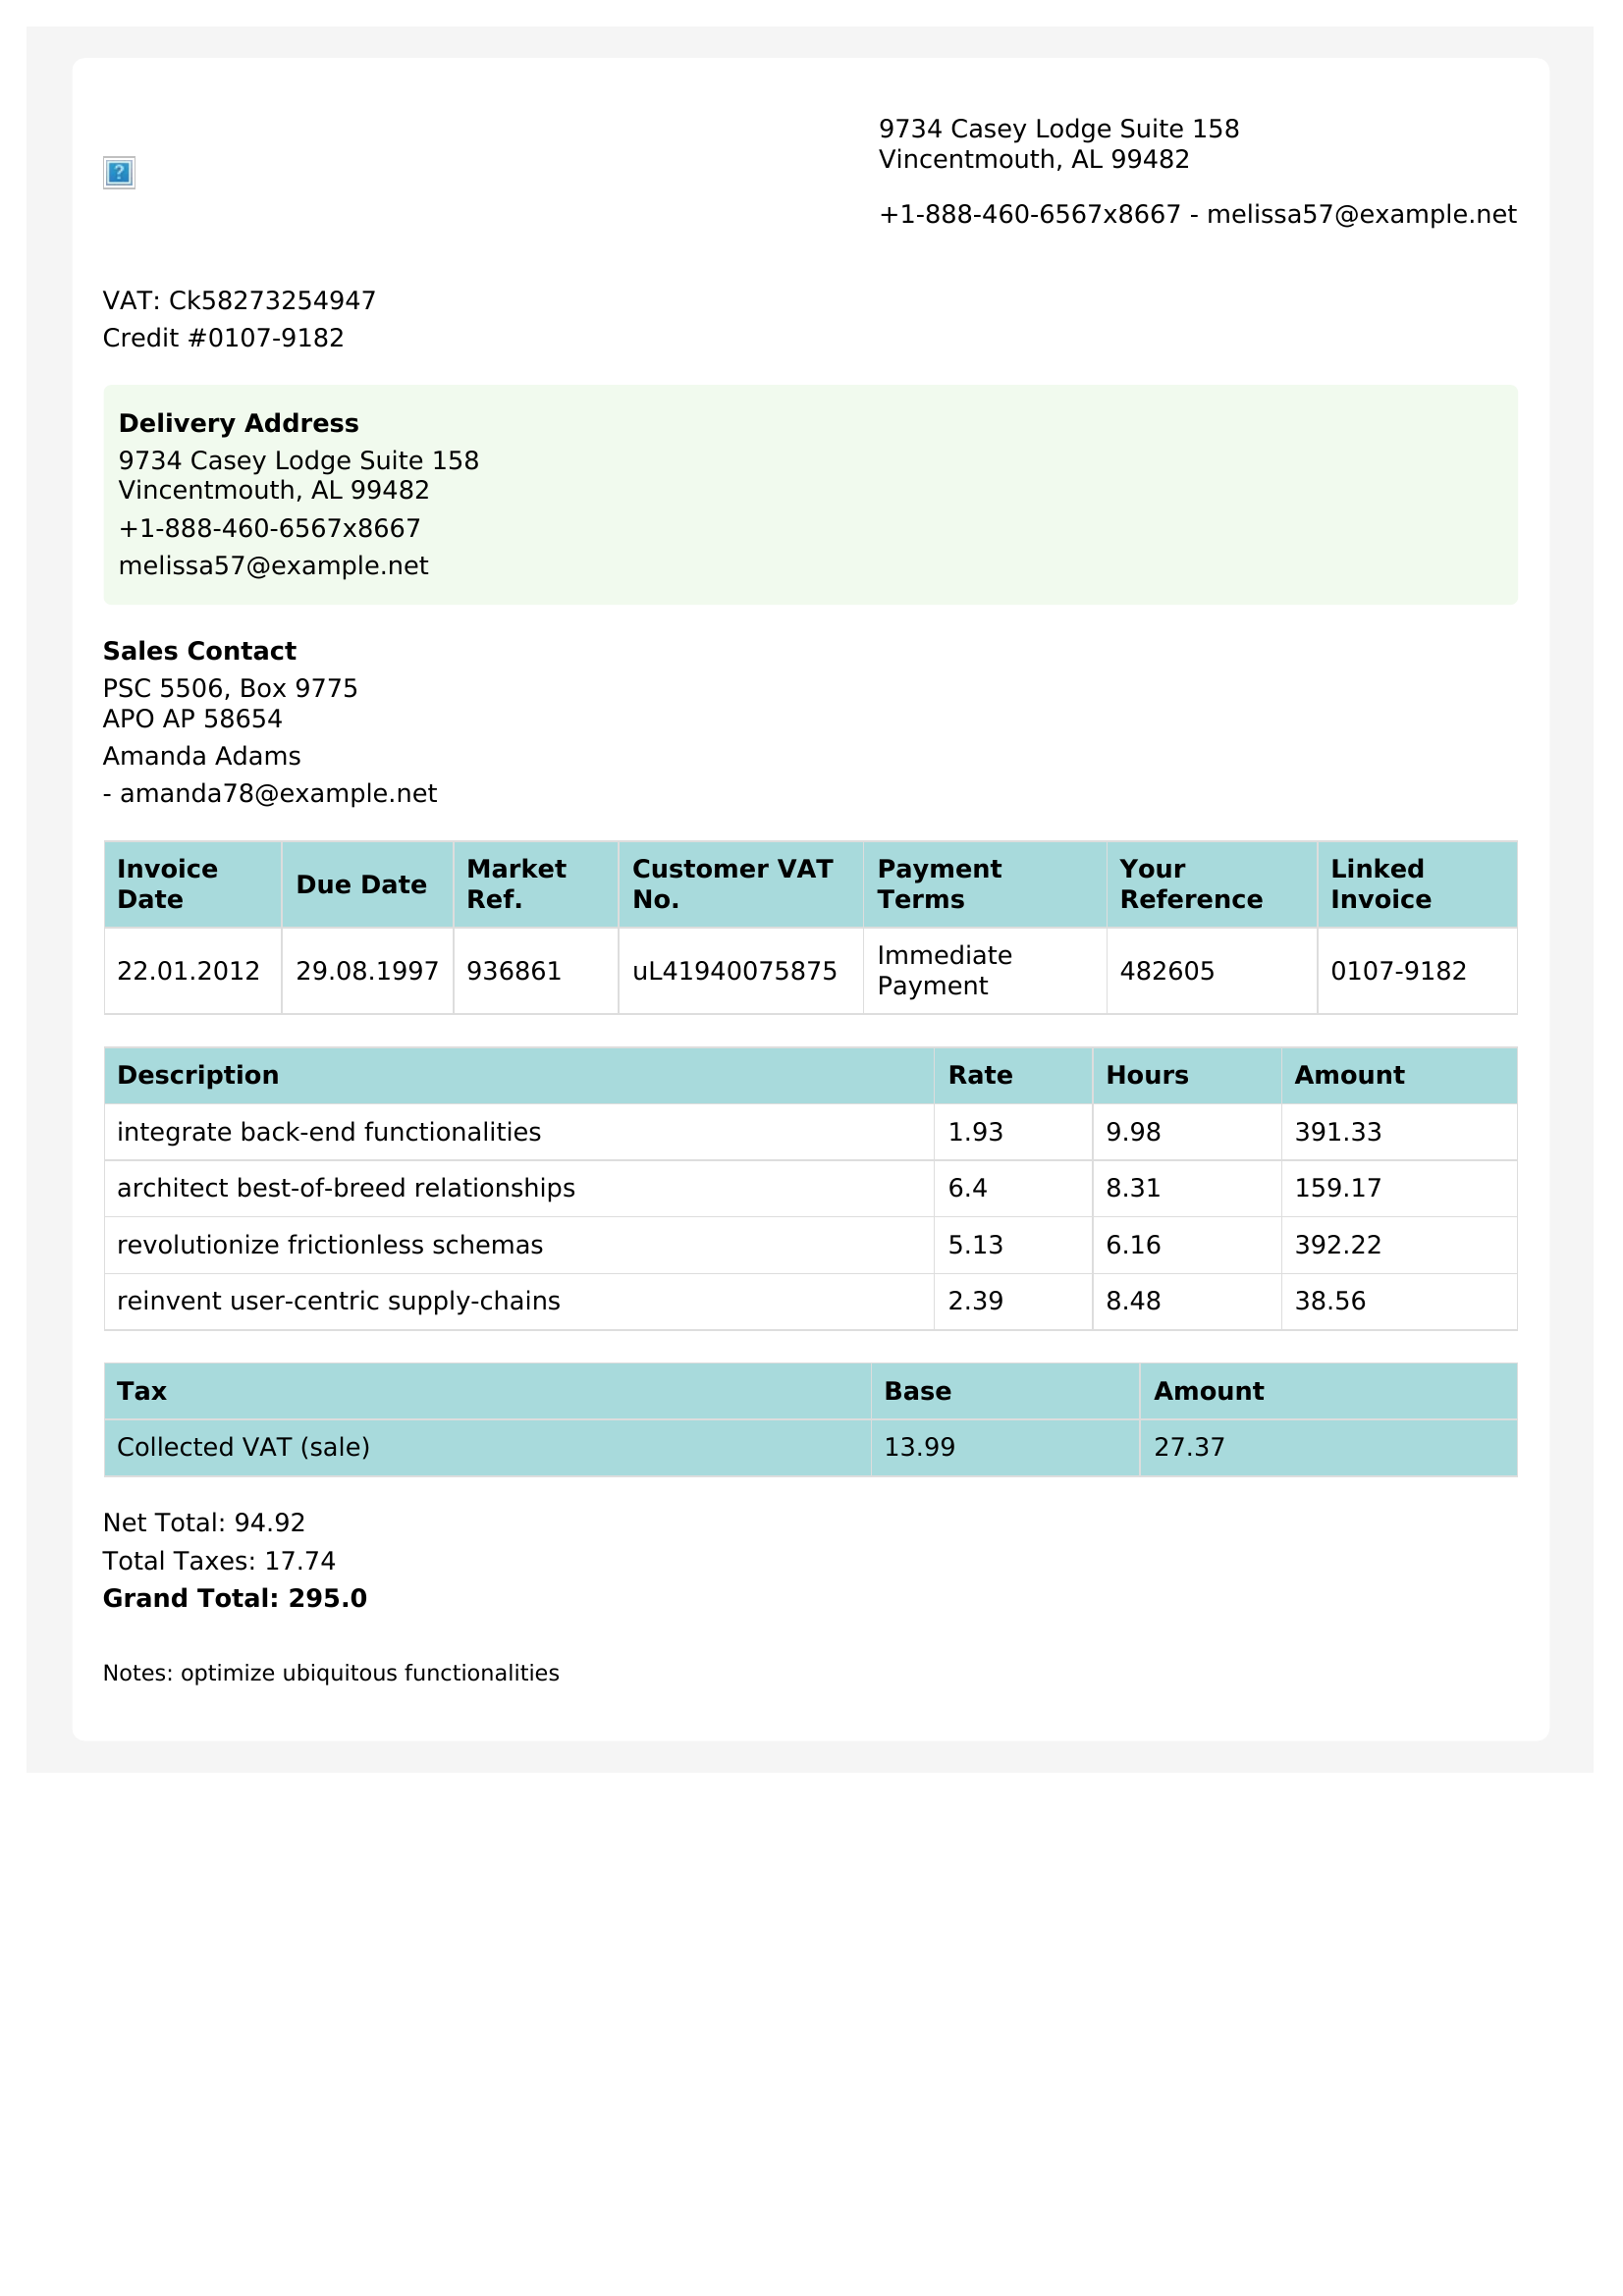 9734 Casey Lodge Suite 158
Vincentmouth, AL 99482
+1-888-460-6567x8667 - melissa57@example.net
VAT: Ck58273254947
Credit #0107-9182
Delivery Address
9734 Casey Lodge Suite 158
Vincentmouth, AL 99482
+1-888-460-6567x8667
melissa57@example.net
Sales Contact
PSC 5506, Box 9775
APO AP 58654
Amanda Adams
- amanda78@example.net
Invoice Date Due Date Market Ref. Customer VAT No. Payment Terms Your Reference Linked Invoice
22.01.2012 29.08.1997 936861 uL41940075875 Immediate Payment 482605 0107-9182
Description Rate Hours Amount
integrate back-end functionalities 1.93 9.98 391.33
architect best-of-breed relationships 6.4 8.31 159.17
revolutionize frictionless schemas 5.13 6.16 392.22
reinvent user-centric supply-chains 2.39 8.48 38.56
Tax Base Amount
Collected VAT (sale) 13.99 27.37
Net Total: 94.92
Total Taxes: 17.74
Grand Total: 295.0
Notes: optimize ubiquitous functionalities